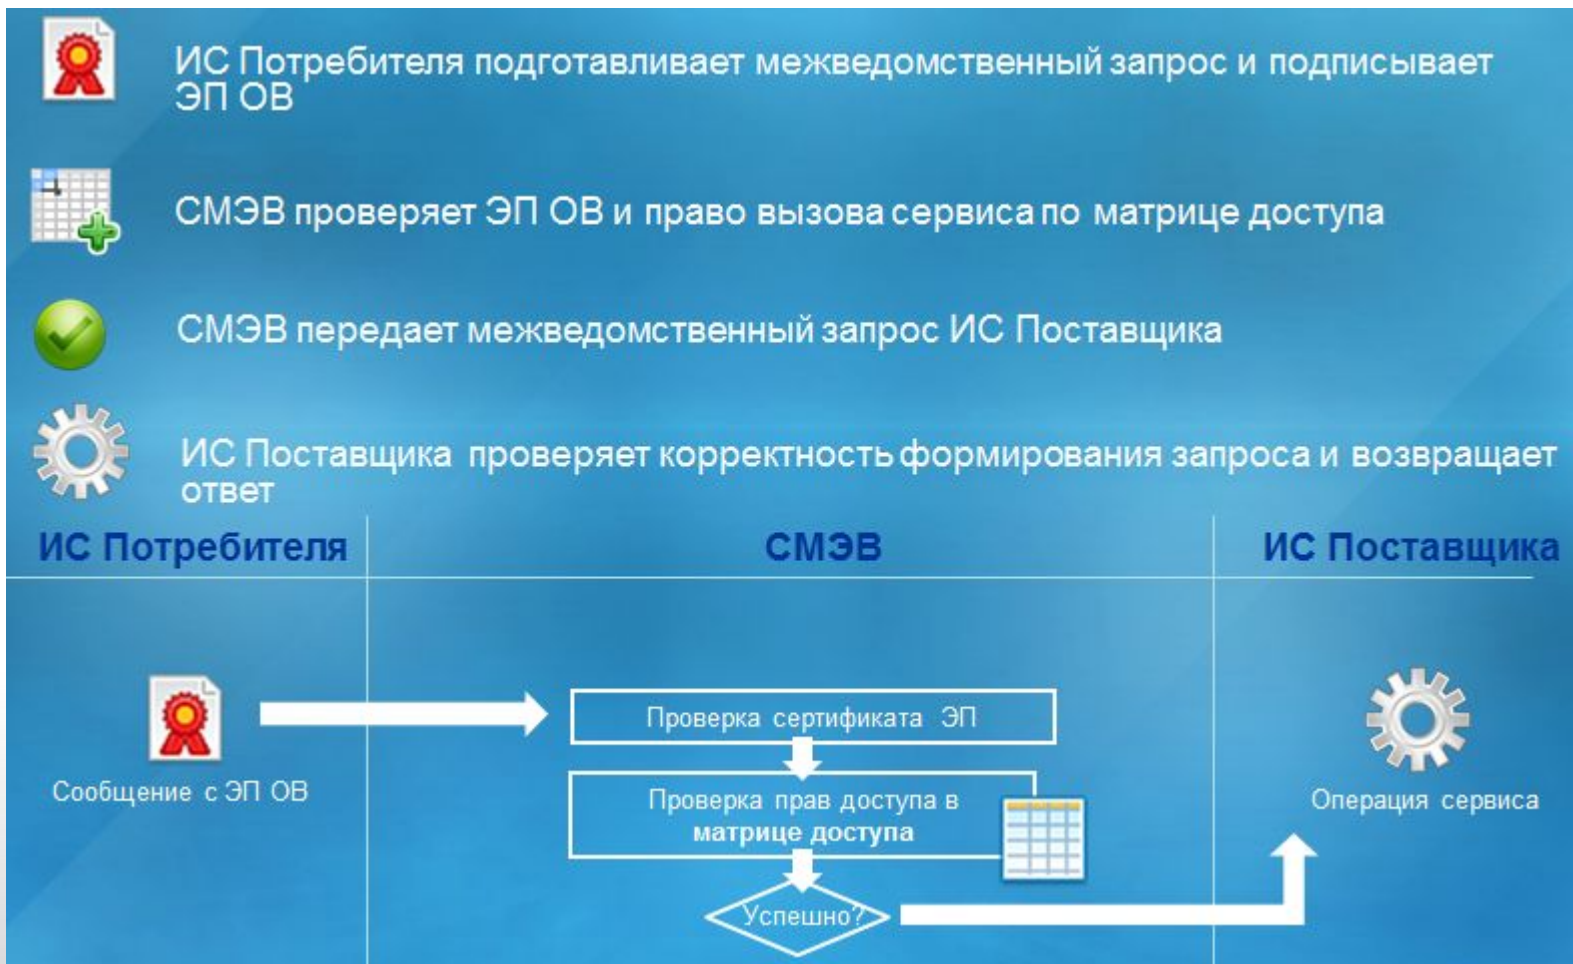 ИС Потребителя подготавливает межведомственный запрос и подписывает
ЭП ОВ
СМЭВ проверяет ЭП ОВ и право вызова сервиса по матрице доступа
СМЭВ передает межведомственный запрос ИС Поставщика
ИС Поставщика проверяет корректность формирования запроса и возвращает
ответ
ИС Потребителя
СМЭВ
ИС Поставщика
Сообщение с ЭП ОВ
Проверка сертификата ЭП
Проверка прав доступа в
матрице доступа
Успешно?
Операция сервиса